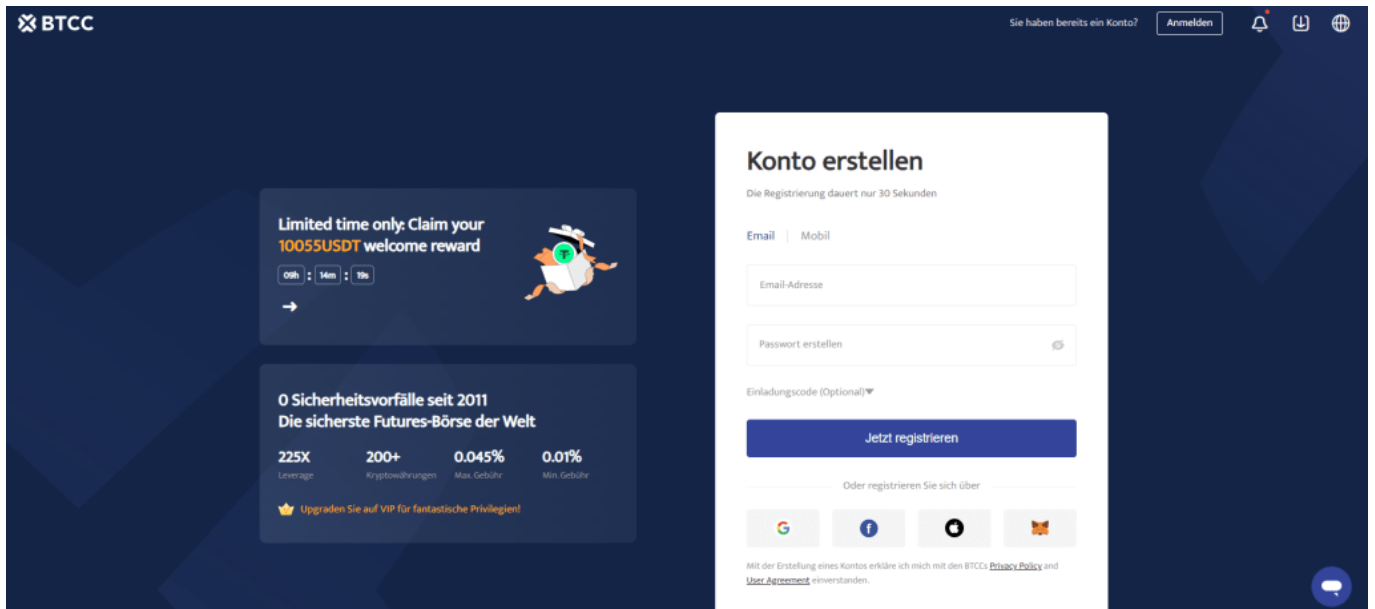 BTCC
Sie haben bereits ein Konto?
Anmelden
Limited time only: Claim your
10055USDT welcome reward
09h : 14m : 19s
0 Sicherheitsvorfälle seit 2011
Die sicherste Futures-Börse der Welt
225X 200+ 0.045% 0.01%
Leverage Kryptowährungen Max. Gebühr Min. Gebühr
Upgraden Sie auf VIP für fantastische Privilegien!
Konto erstellen
Die Registrierung dauert nur 30 Sekunden
Email | Mobil
Email-Adresse
Passwort erstellen
Einladungscode (Optional)
Jetzt registrieren
Oder registrieren Sie sich über
Mit der Erstellung eines Kontos erkläre ich mich mit den BTCCs Privacy Policy and
User Agreement einverstanden.